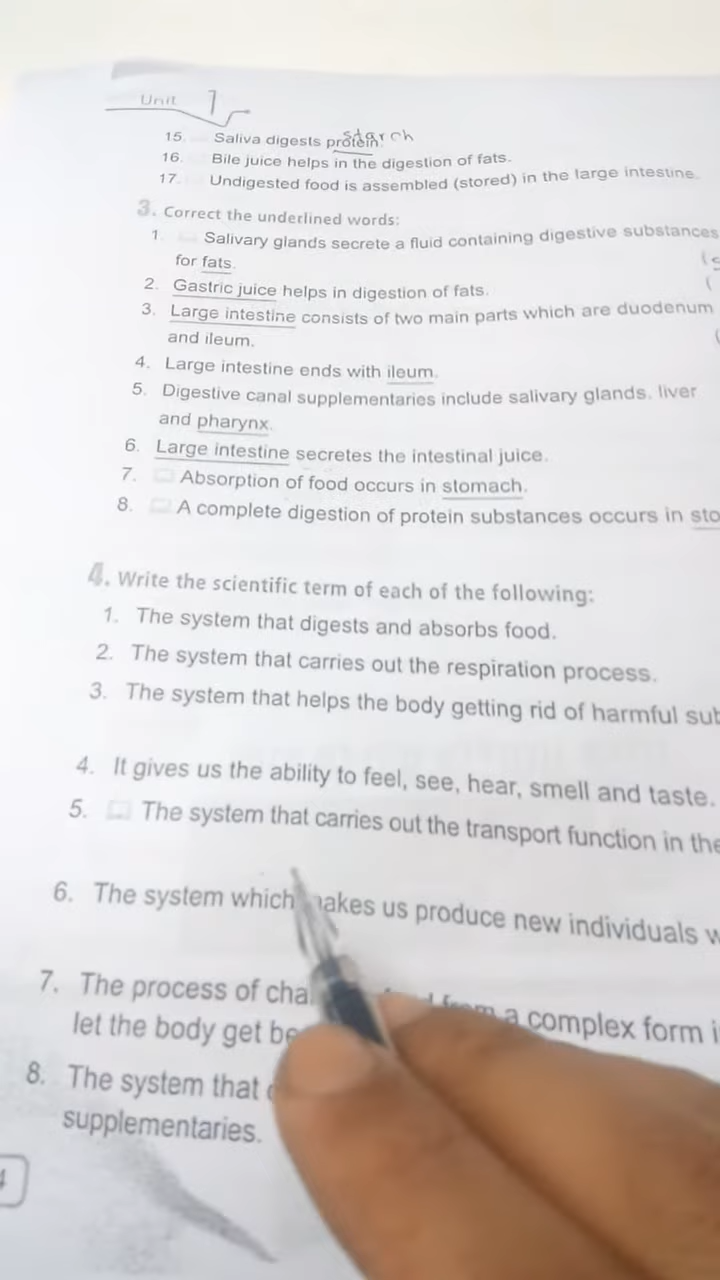 Unit 1
starch
15. Saliva digests protein.
16. Bile juice helps in the digestion of fats.
17. Undigested food is assembled (stored) in the large intestine.
3. Correct the underlined words:
1. Salivary glands secrete a fluid containing digestive substances
for fats.
2. Gastric juice helps in digestion of fats.
3. Large intestine consists of two main parts which are duodenum
and ileum.
4. Large intestine ends with ileum.
5. Digestive canal supplementaries include salivary glands, liver
and pharynx.
6. Large intestine secretes the intestinal juice.
7. Absorption of food occurs in stomach.
8. A complete digestion of protein substances occurs in sto
4. Write the scientific term of each of the following:
1. The system that digests and absorbs food.
2. The system that carries out the respiration process.
3. The system that helps the body getting rid of harmful sub
4. It gives us the ability to feel, see, hear, smell and taste.
5. The system that carries out the transport function in the
6. The system which makes us produce new individuals w
7. The process of from a complex form i
let the body get
8. The system that
supplementaries.